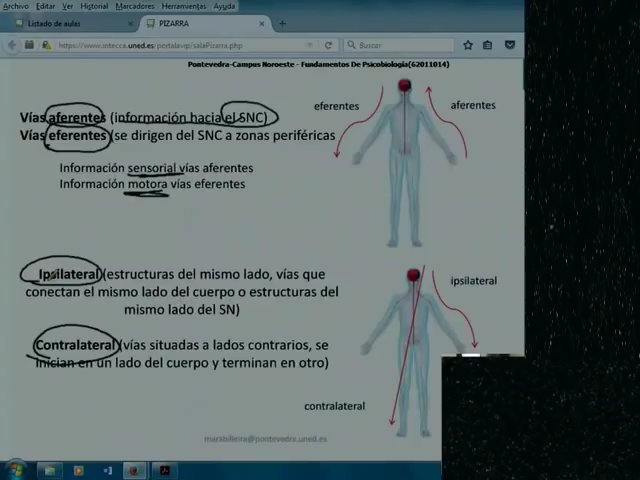 Archivo Editar Ver Historial Marcadores Herramientas Ayuda
Listado de aulas
PIZARRA
https://www.intecca.uned.es/portalavip/salaPizarra.php
Buscar
Pontevedra-Campus Noroeste - Fundamentos De Psicobiología(62011014)
Vías aferentes (información hacia el SNC)
Vías eferentes (se dirigen del SNC a zonas periféricas
Información sensorial vías aferentes
Información motora vías eferentes
eferentes
aferentes
Ipsilateral (estructuras del mismo lado, vías que
conectan el mismo lado del cuerpo o estructuras del
mismo lado del SN)
Contralateral (vías situadas a lados contrarios, se
inician en un lado del cuerpo y terminan en otro)
ipsilateral
contralateral